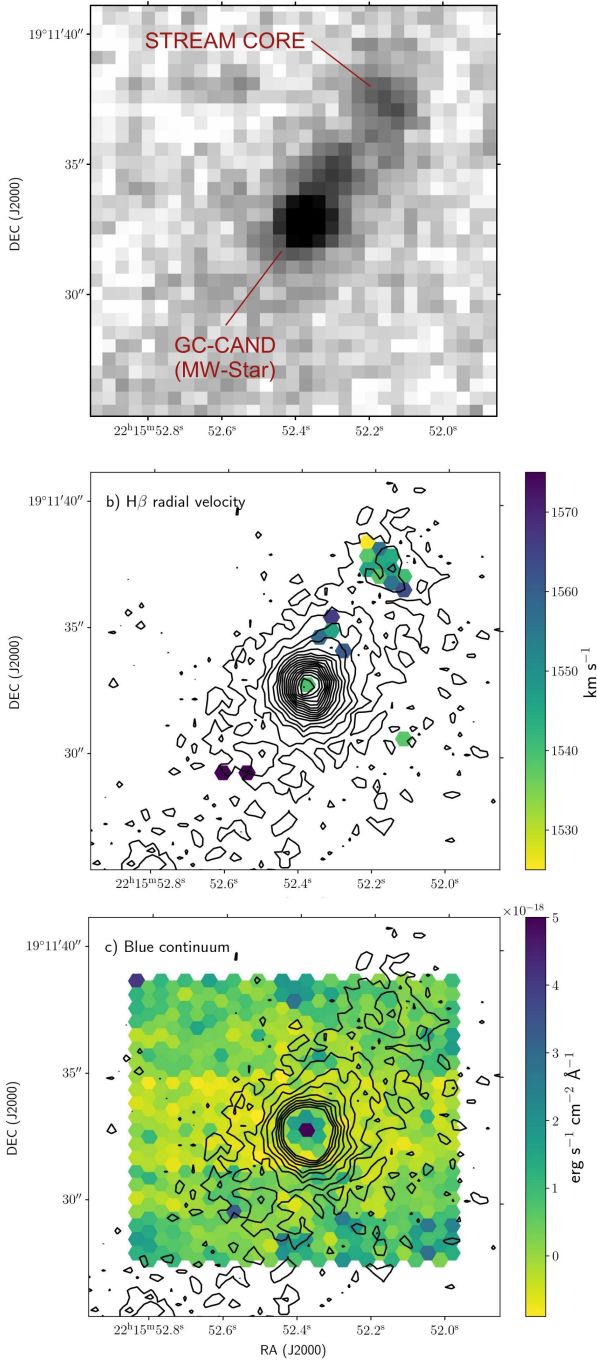 STREAM CORE
19°11′40″
35″
30″
DEC (J2000)
GC-CAND
(MW-Star)
22ʰ15ᵐ52.8ˢ 52.6ˢ 52.4ˢ 52.2ˢ 52.0ˢ
b) Hβ radial velocity
19°11′40″
35″
30″
DEC (J2000)
22ʰ15ᵐ52.8ˢ 52.6ˢ 52.4ˢ 52.2ˢ 52.0ˢ
1570
1560
1550
1540
1530
km s⁻¹
×10⁻¹⁸
c) Blue continuum
19°11′40″
35″
30″
DEC (J2000)
22ʰ15ᵐ52.8ˢ 52.6ˢ 52.4ˢ 52.2ˢ 52.0ˢ
RA (J2000)
5
4
3
2
1
0
erg s⁻¹ cm⁻² Å⁻¹